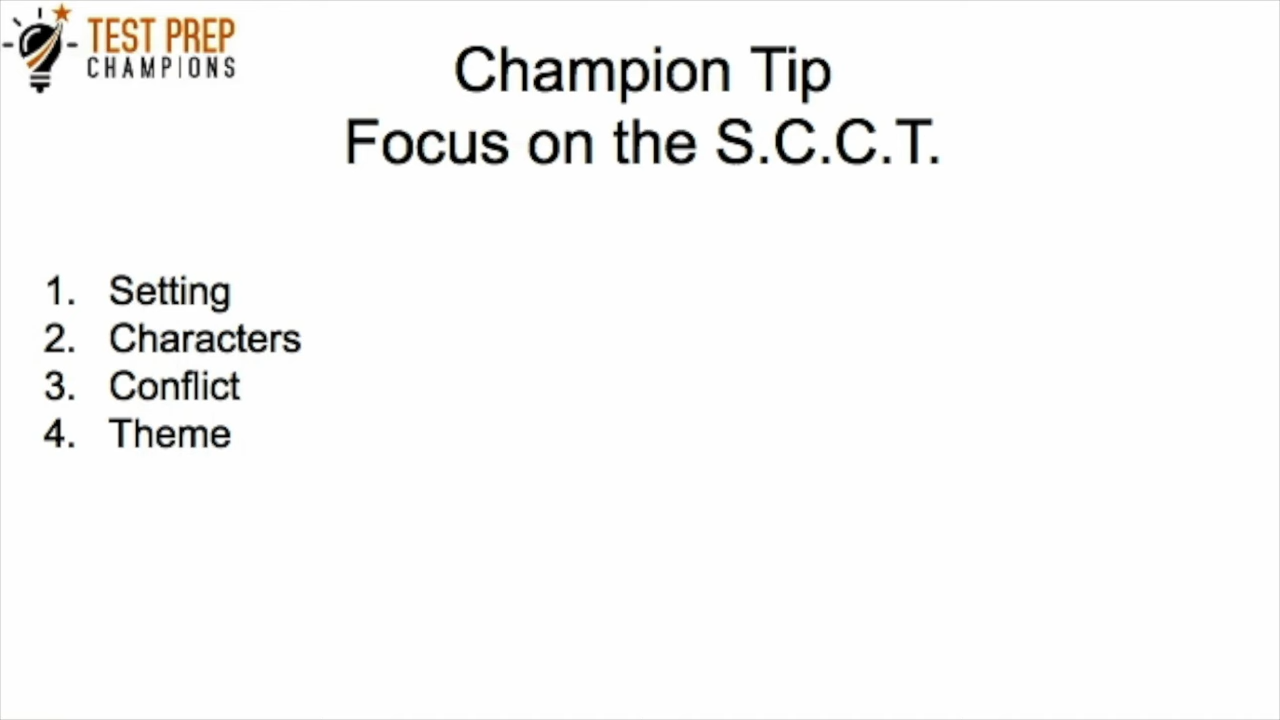 TEST PREP
CHAMPIONS
Champion Tip
Focus on the S.C.C.T.
1. Setting
2. Characters
3. Conflict
4. Theme